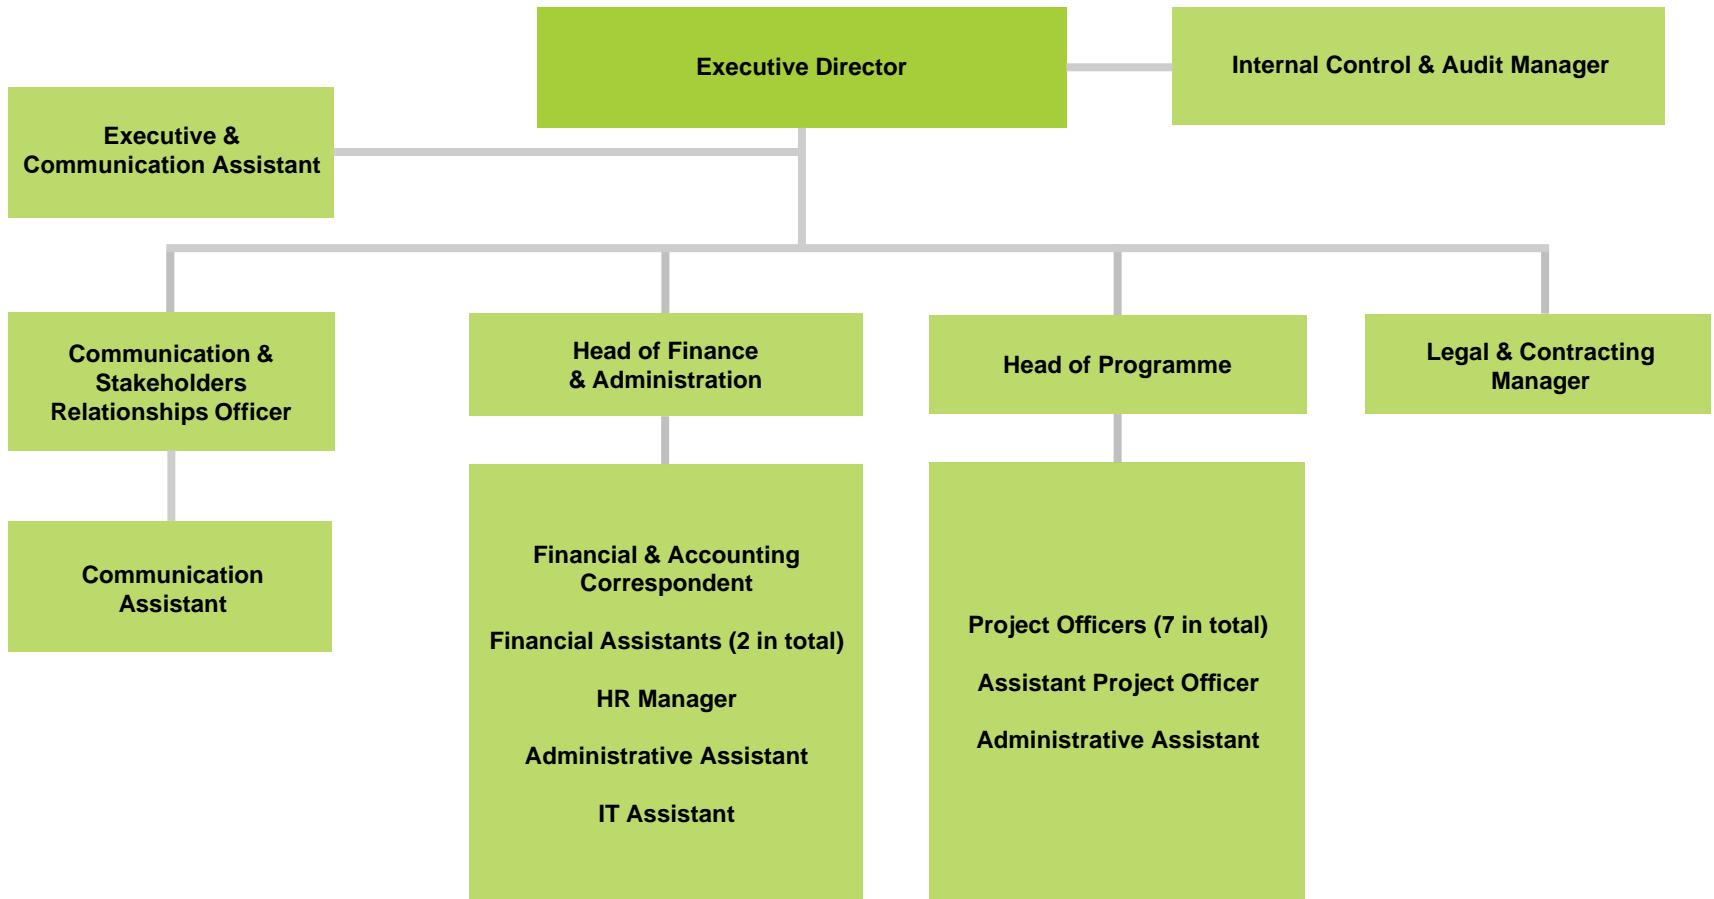 Executive Director
Internal Control & Audit Manager
Executive &
Communication Assistant
Communication &
Stakeholders
Relationships Officer
Head of Finance
& Administration
Head of Programme
Legal & Contracting
Manager
Communication
Assistant
Financial & Accounting
Correspondent
Financial Assistants (2 in total)
HR Manager
Administrative Assistant
IT Assistant
Project Officers (7 in total)
Assistant Project Officer
Administrative Assistant